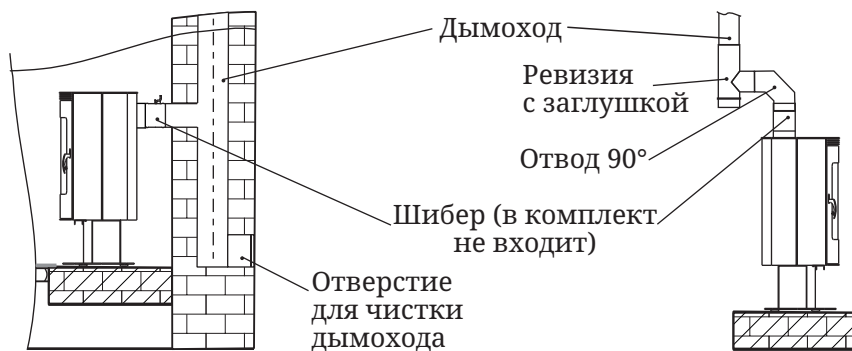 Дымоход
Ревизия
с заглушкой
Отвод 90°
Шибер (в комплект
не входит)
Отверстие
для чистки
дымохода